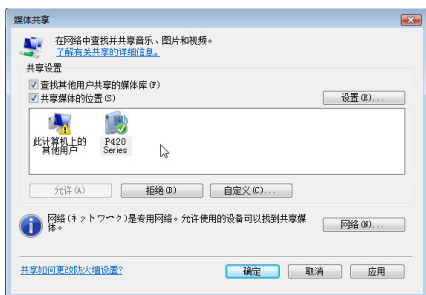 媒体共享
在网络中查找并共享音乐、图片和视频。
了解有关共享的详细信息。
共享设置
查找其他用户共享的媒体库(F)
共享媒体的位置(S)
设置(E)...
此计算机上的其他用户
P420 Series
允许(A)
拒绝(D)
自定义(C)...
网络(ネットワーク)是专用网络。允许使用的设备可以找到共享媒体。
网络(N)...
共享如何更改防火墙设置?
确定
取消
应用